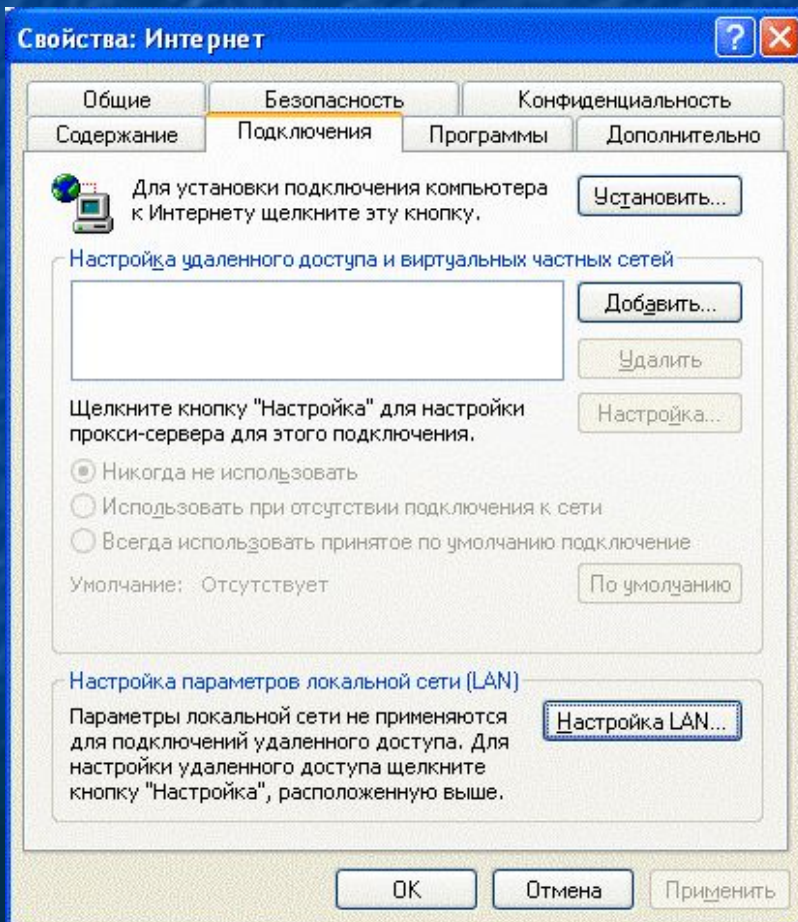 Свойства: Интернет
Общие Безопасность Конфиденциальность
Содержание Подключения Программы Дополнительно
Для установки подключения компьютера
к Интернету щелкните эту кнопку.
Установить...
Настройка удаленного доступа и виртуальных частных сетей
Добавить...
Удалить
Щелкните кнопку "Настройка" для настройки
прокси-сервера для этого подключения.
Настройка...
Никогда не использовать
Использовать при отсутствии подключения к сети
Всегда использовать принятое по умолчанию подключение
Умолчание: Отсутствует
По умолчанию
Настройка параметров локальной сети (LAN)
Параметры локальной сети не применяются
для подключений удаленного доступа. Для
настройки удаленного доступа щелкните
кнопку "Настройка", расположенную выше.
Настройка LAN...
OK Отмена Применить